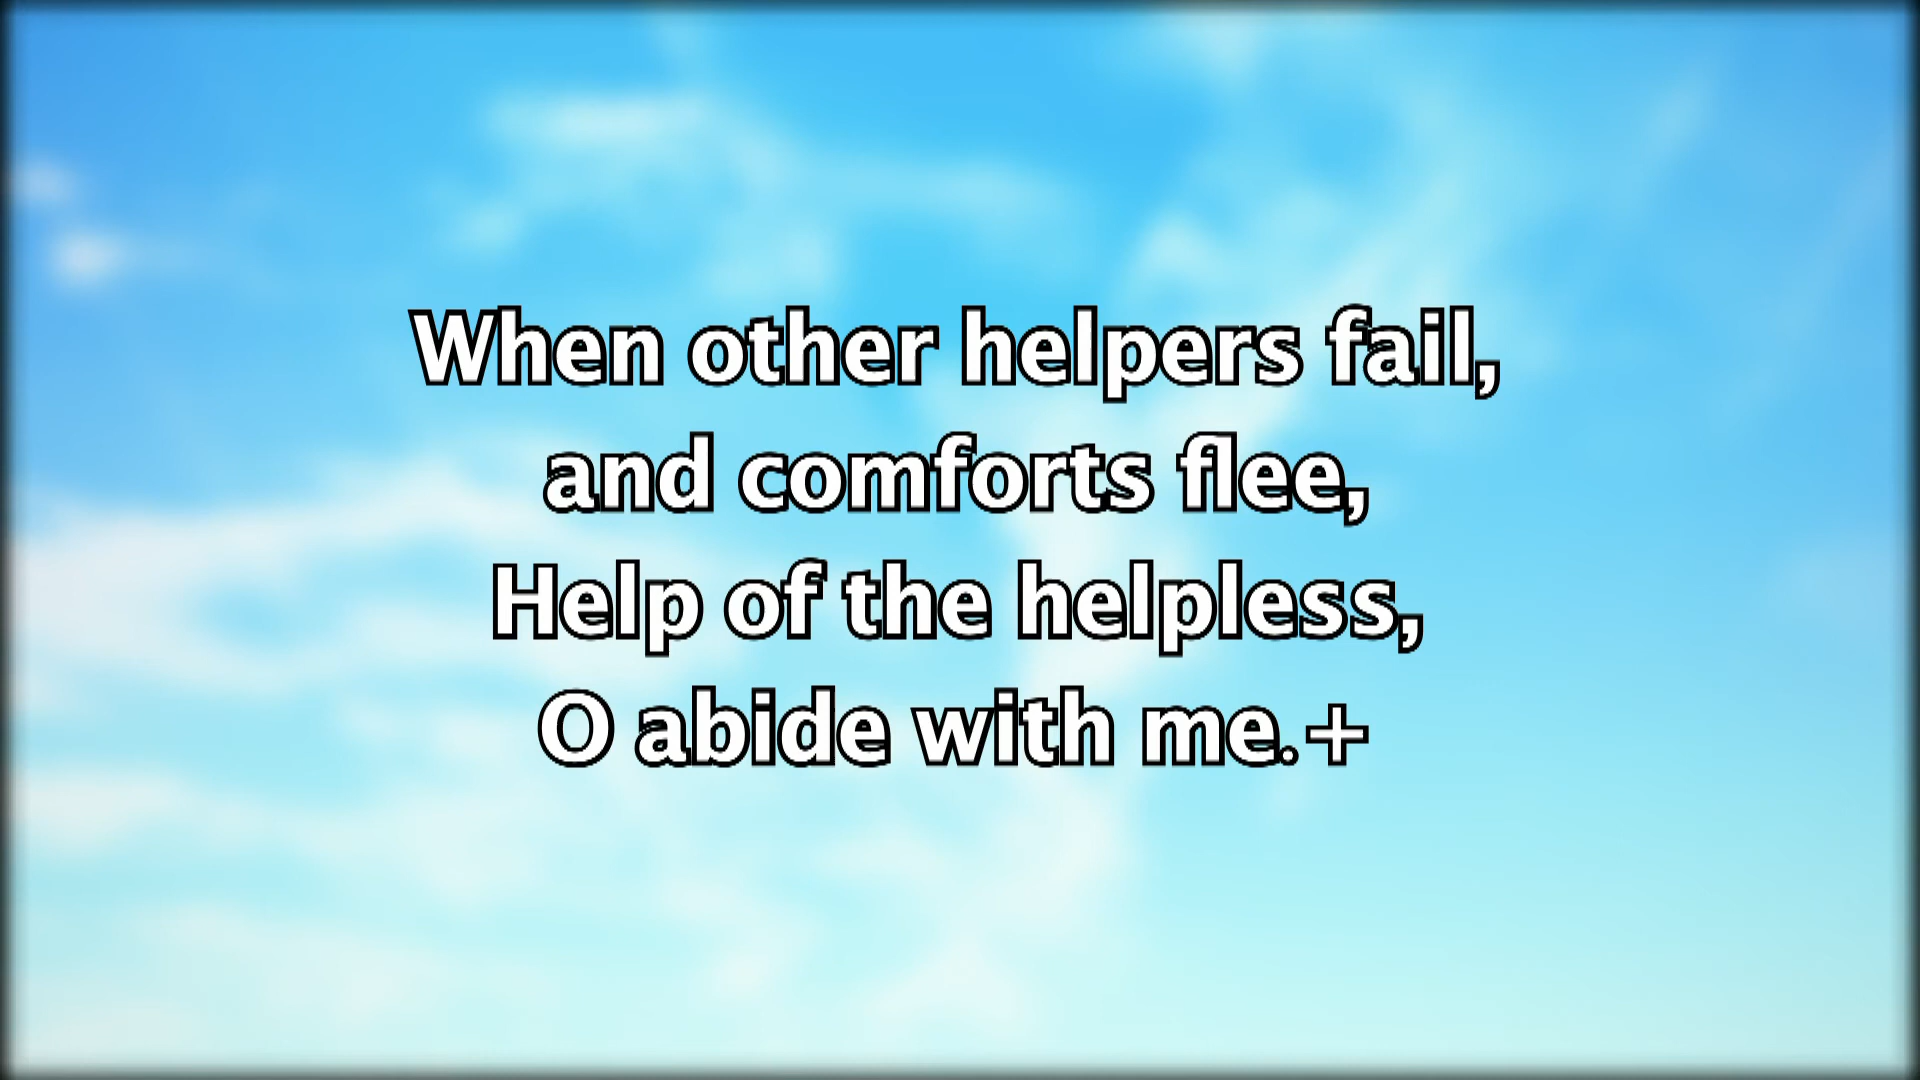 When other helpers fail,
and comforts flee,
Help of the helpless,
O abide with me.+